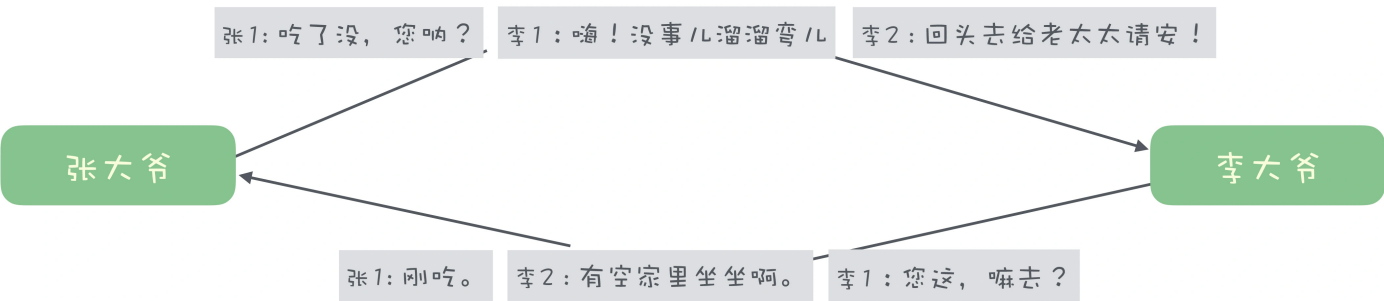 张1: 吃了没，您呐？
李1：嗨！没事儿溜溜弯儿
李2：回头去给老太太请安！
张大爷
李大爷
张1: 刚吃。
李2：有空家里坐坐啊。
李1：您这，嘛去？